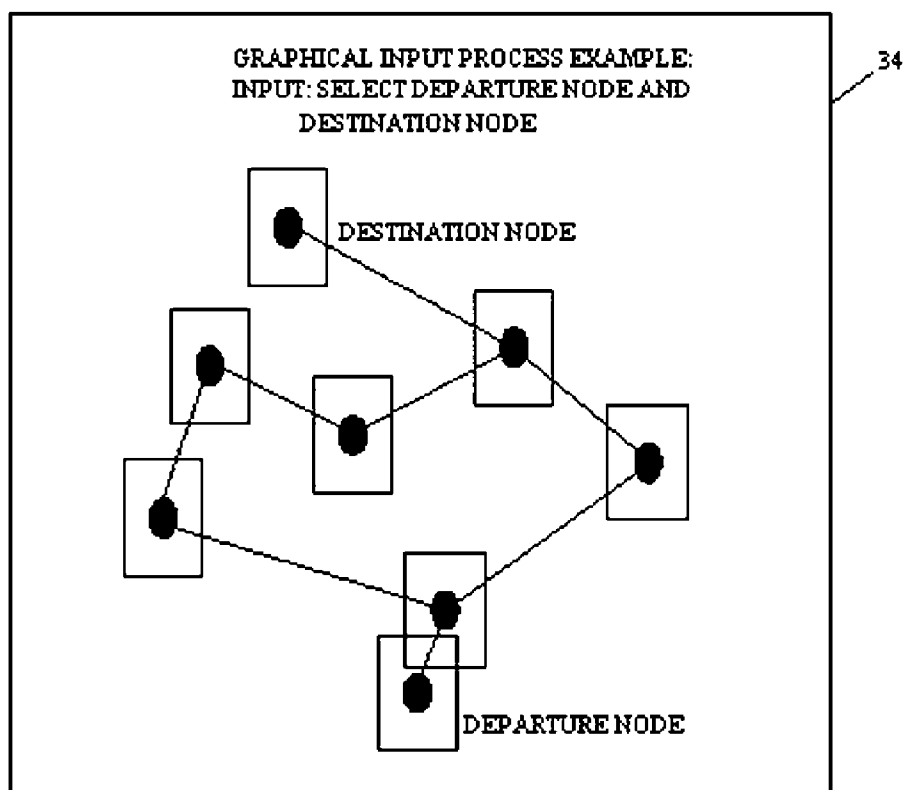 GRAPHICAL INPUT PROCESS EXAMPLE:
INPUT: SELECT DEPARTURE NODE AND
DESTINATION NODE
34
DESTINATION NODE
DEPARTURE NODE